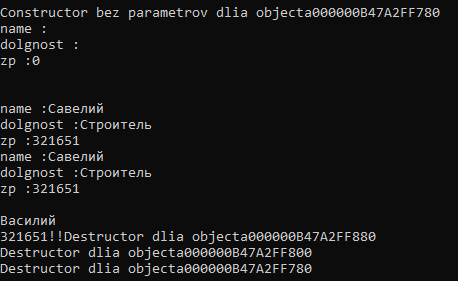 Constructor bez parametrov dlia objecta000000B47A2FF780
name :
dolgnost :
zp :0
name :Савелий
dolgnost :Строитель
zp :321651
name :Савелий
dolgnost :Строитель
zp :321651
Василий
321651!!Destructor dlia objecta000000B47A2FF880
Destructor dlia objecta000000B47A2FF800
Destructor dlia objecta000000B47A2FF780